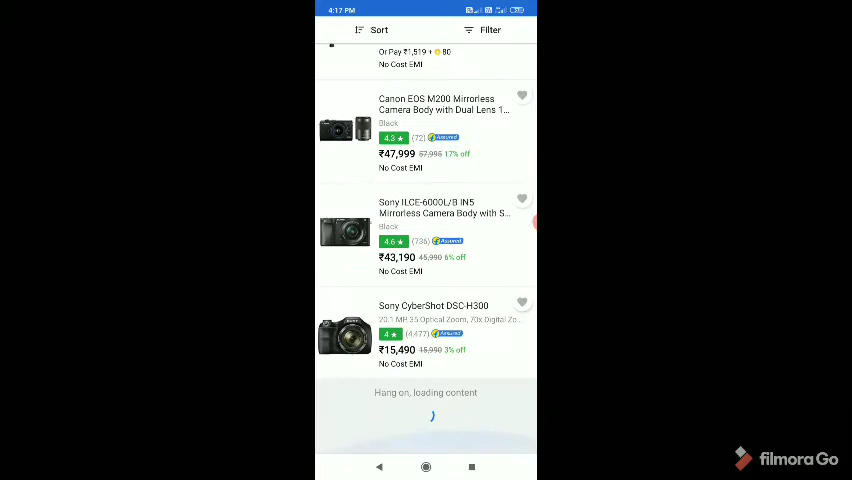 4:17 PM
Sort
Filter
Or Pay ₹1,519 + 80
No Cost EMI
Canon EOS M200 Mirrorless
Camera Body with Dual Lens 1...
Black
4.3 ★ (72) Assured
₹47,999 57,995 17% off
No Cost EMI
Sony ILCE-6000L/B IN5
Mirrorless Camera Body with S...
Black
4.6 ★ (736) Assured
₹43,190 45,990 6% off
No Cost EMI
Sony CyberShot DSC-H300
20.1 MP, 35 Optical Zoom, 70x Digital Zo...
4 ★ (4,477) Assured
₹15,490 15,990 3% off
No Cost EMI
Hang on, loading content
filmora Go